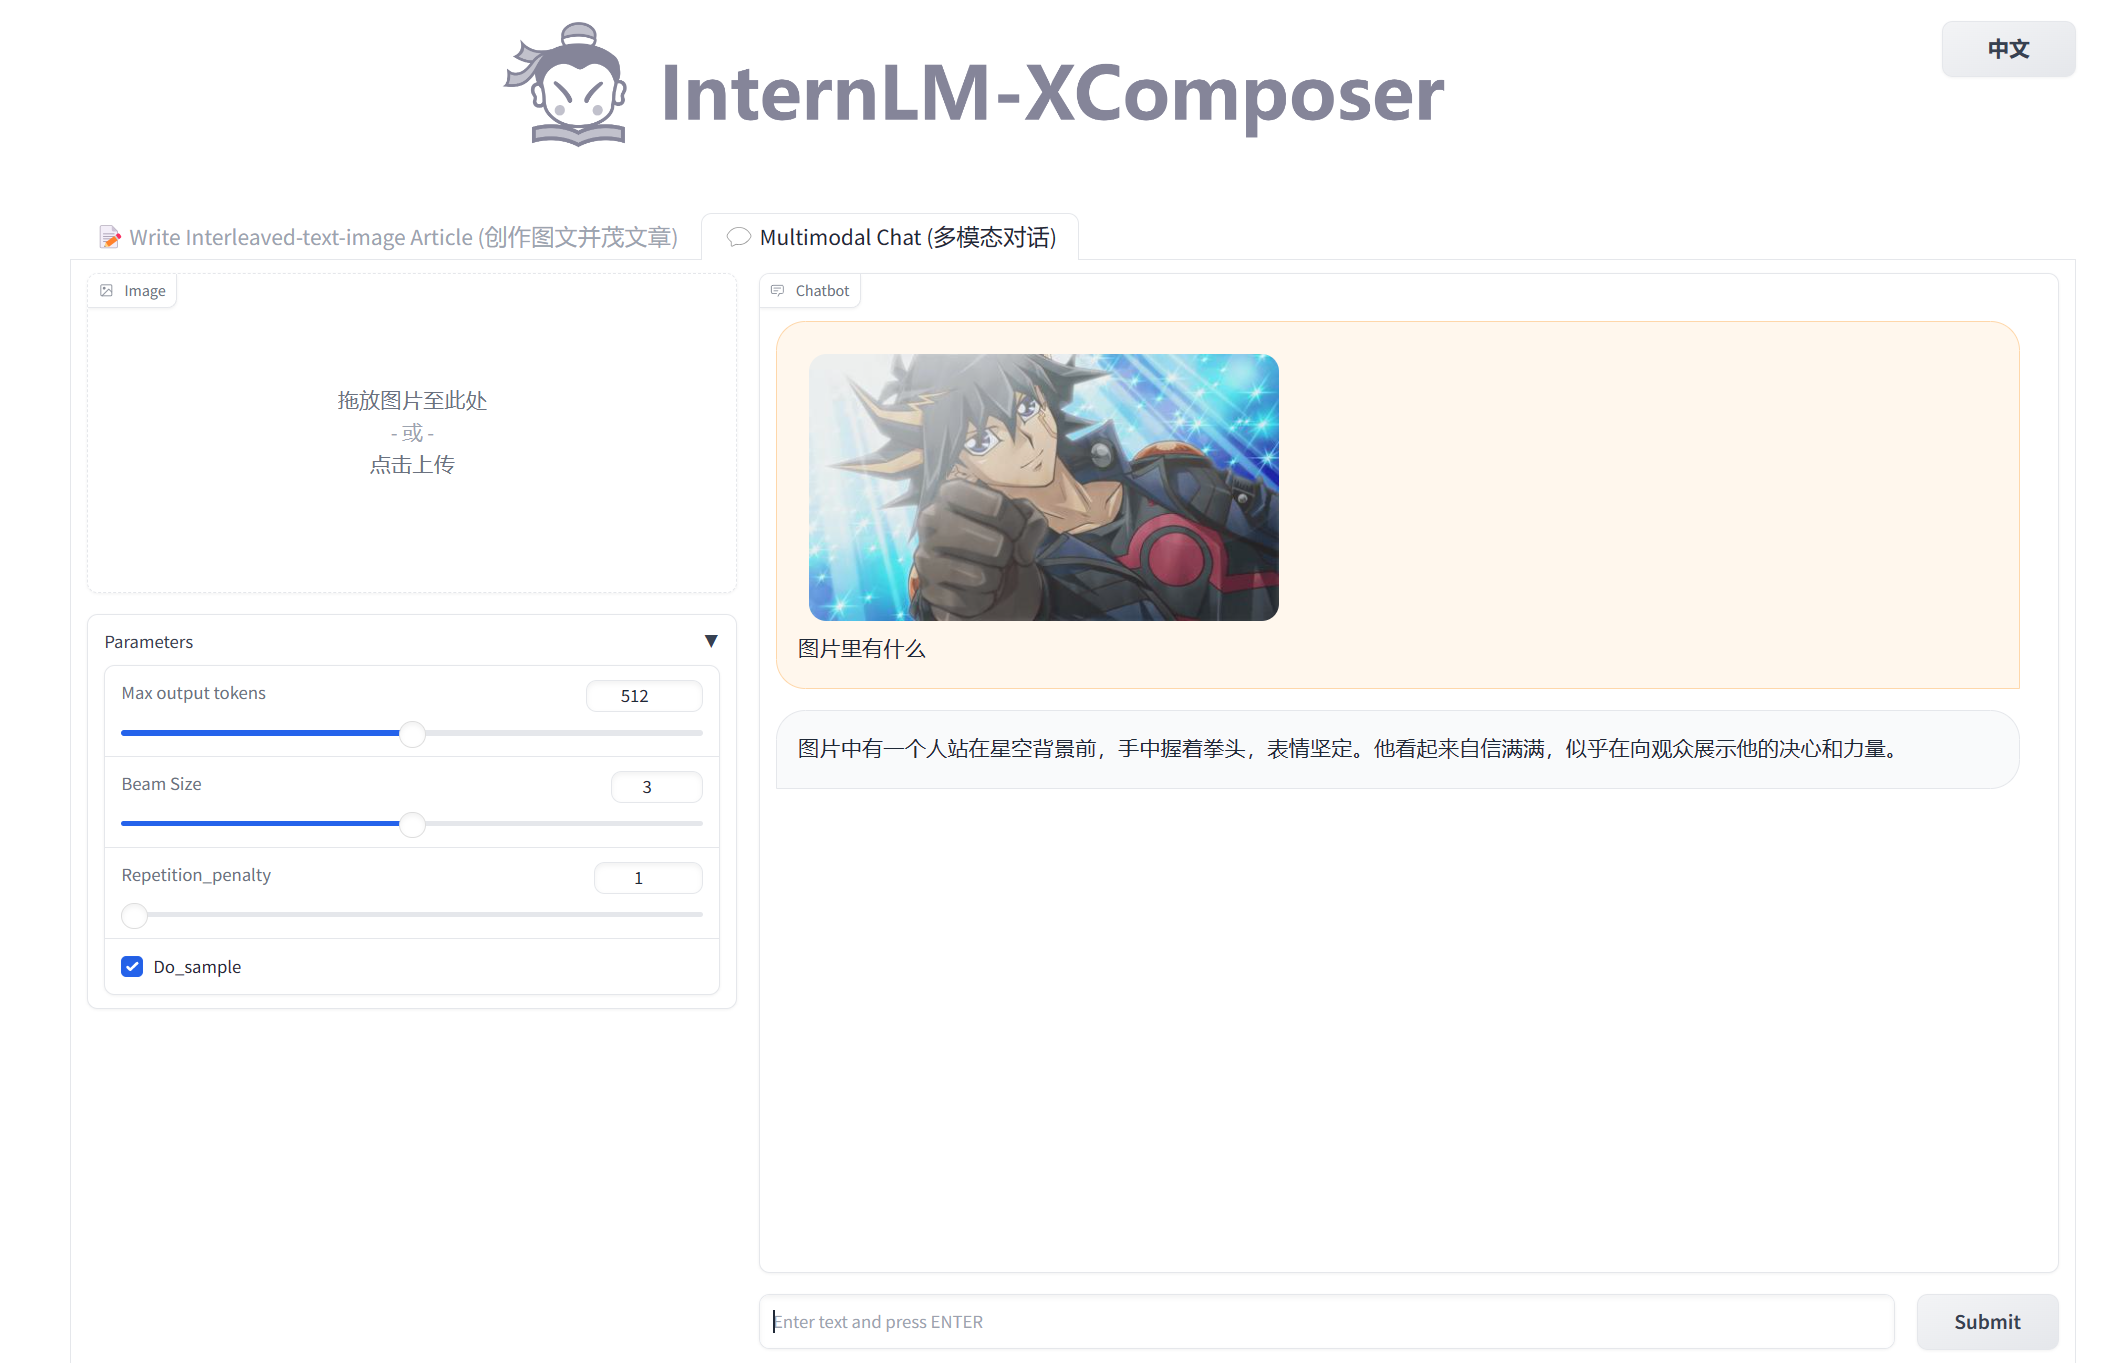 InternLM-XComposer
中文
📝 Write Interleaved-text-image Article (创作图文并茂文章)
💬 Multimodal Chat (多模态对话)
Image
拖放图片至此处
- 或 -
点击上传
Parameters
▼
Max output tokens
512
Beam Size
3
Repetition_penalty
1
Do_sample
Chatbot
图片里有什么
图片中有一个人站在星空背景前，手中握着拳头，表情坚定。他看起来自信满满，似乎在向观众展示他的决心和力量。
Enter text and press ENTER
Submit